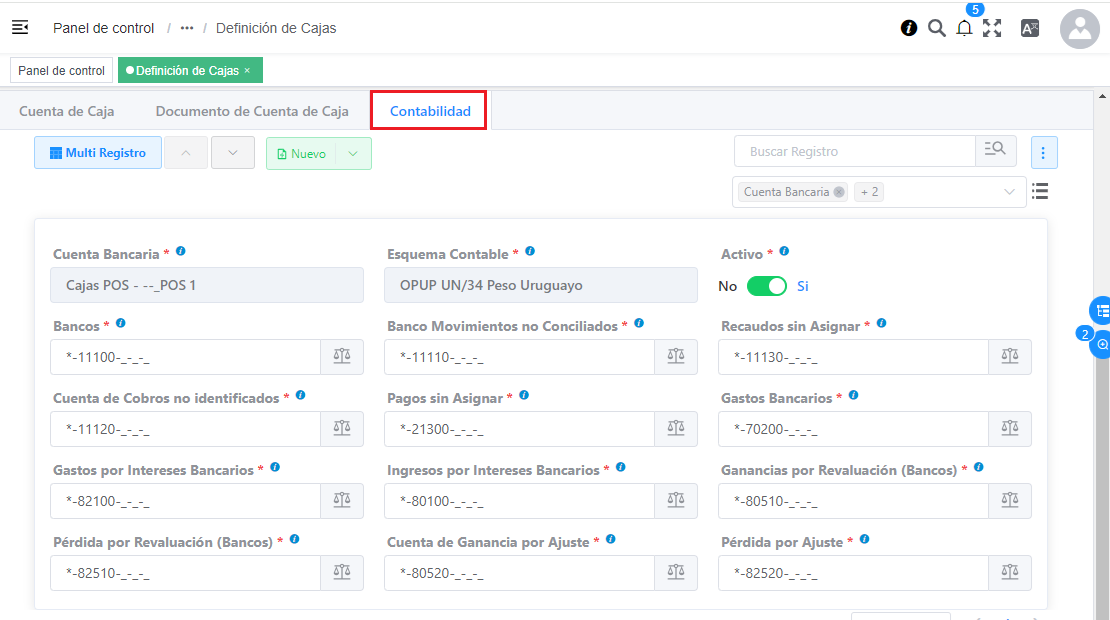 Panel de control / ••• / Definición de Cajas
5
Panel de control
Definición de Cajas ×
Cuenta de Caja
Documento de Cuenta de Caja
Contabilidad
Multi Registro
Nuevo
Buscar Registro
Cuenta Bancaria
+ 2
Cuenta Bancaria *
Esquema Contable *
Activo *
Cajas POS - --_POS 1
OPUP UN/34 Peso Uruguayo
No
Si
Bancos *
Banco Movimientos no Conciliados *
Recaudos sin Asignar *
2
*-11100-_-_-_
*-11110-_-_-_
*-11130-_-_-_
Cuenta de Cobros no identificados *
Pagos sin Asignar *
Gastos Bancarios *
*-11120-_-_-_
*-21300-_-_-_
*-70200-_-_-_
Gastos por Intereses Bancarios *
Ingresos por Intereses Bancarios *
Ganancias por Revaluación (Bancos) *
*-82100-_-_-_
*-80100-_-_-_
*-80510-_-_-_
Pérdida por Revaluación (Bancos) *
Cuenta de Ganancia por Ajuste *
Pérdida por Ajuste *
*-82510-_-_-_
*-80520-_-_-_
*-82520-_-_-_